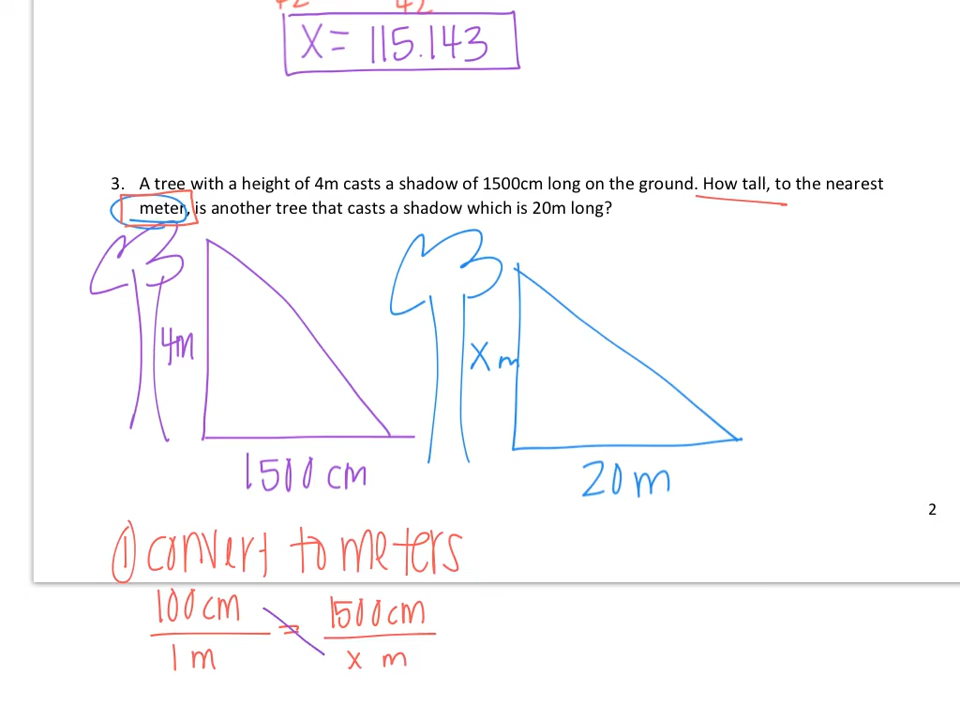 X = 115.143
3. A tree with a height of 4m casts a shadow of 1500cm long on the ground. How tall, to the nearest
meter, is another tree that casts a shadow which is 20m long?
4m
X m
1500 cm
20 m
2
① convert to meters
100 cm = 1500 cm
1 m x m